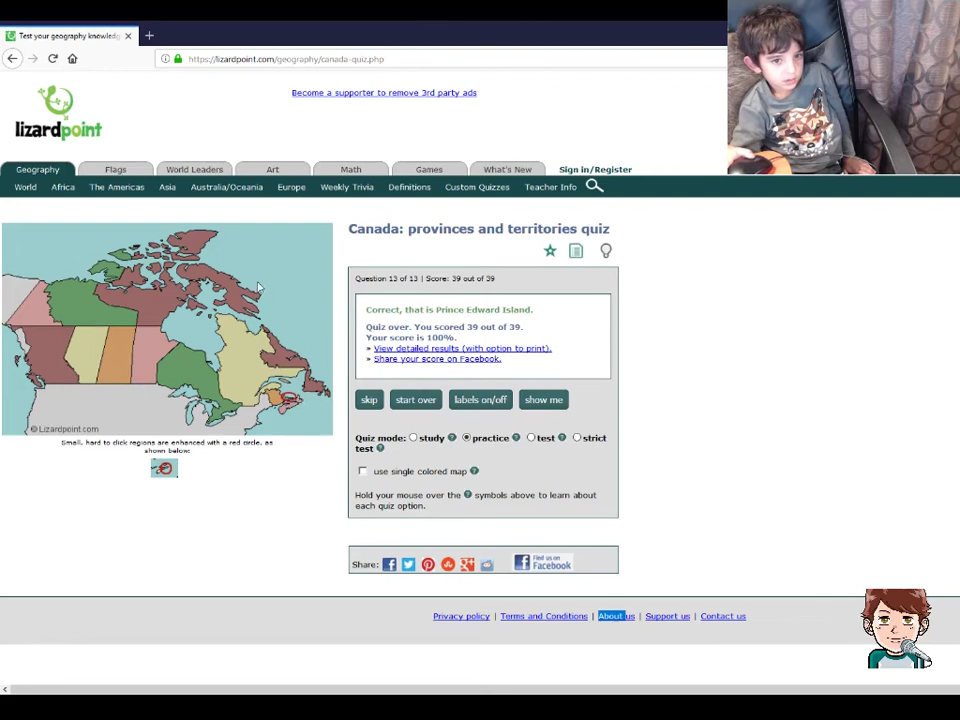 Test your geography knowledg
https://lizardpoint.com/geography/canada-quiz.php
Become a supporter to remove 3rd party ads
lizardpoint
Geography Flags World Leaders Art Math Games What's New Sign in/Register
World Africa The Americas Asia Australia/Oceania Europe Weekly Trivia Definitions Custom Quizzes Teacher Info
Canada: provinces and territories quiz
Question 13 of 13 | Score: 39 out of 39
Correct, that is Prince Edward Island.
Quiz over. You scored 39 out of 39.
Your score is 100%.
» View detailed results (with option to print).
» Share your score on Facebook.
skip start over labels on/off show me
© Lizardpoint.com
Small, hard to click regions are enhanced with a red circle, as
shown below:
Quiz mode: study ? practice ? test ? strict
test ?
use single colored map ?
Hold your mouse over the ? symbols above to learn about
each quiz option.
Share: Find us on
Facebook
Privacy policy | Terms and Conditions | About us | Support us | Contact us